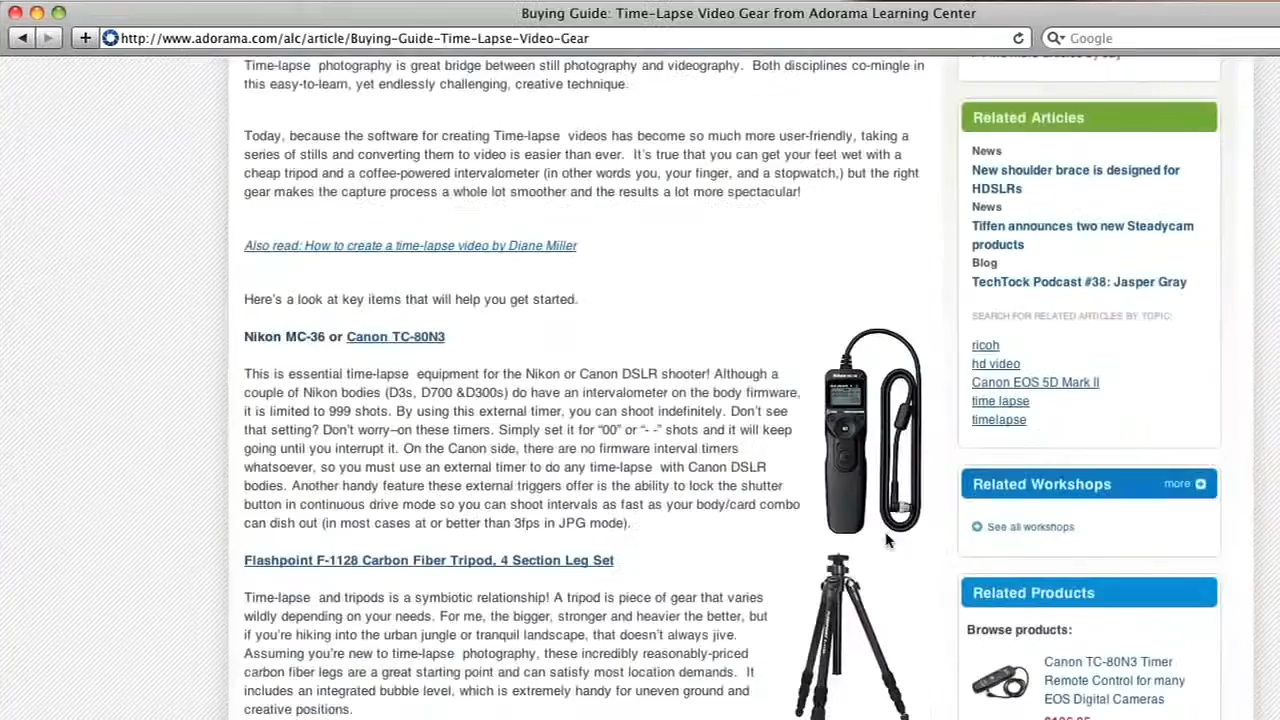 Buying Guide: Time-Lapse Video Gear from Adorama Learning Center
http://www.adorama.com/alc/article/Buying-Guide-Time-Lapse-Video-Gear
Google
Time-lapse photography is great bridge between still photography and videography. Both disciplines co-mingle in
this easy-to-learn, yet endlessly challenging, creative technique.
Today, because the software for creating Time-lapse videos has become so much more user-friendly, taking a
series of stills and converting them to video is easier than ever. It's true that you can get your feet wet with a
cheap tripod and a coffee-powered intervalometer (in other words you, your finger, and a stopwatch,) but the right
gear makes the capture process a whole lot smoother and the results a lot more spectacular!
Also read: How to create a time-lapse video by Diane Miller
Here's a look at key items that will help you get started.
Nikon MC-36 or Canon TC-80N3
This is essential time-lapse equipment for the Nikon or Canon DSLR shooter! Although a
couple of Nikon bodies (D3s, D700 &D300s) do have an intervalometer on the body firmware,
it is limited to 999 shots. By using this external timer, you can shoot indefinitely. Don't see
that setting? Don't worry–on these timers. Simply set it for “00” or “- -” shots and it will keep
going until you interrupt it. On the Canon side, there are no firmware interval timers
whatsoever, so you must use an external timer to do any time-lapse with Canon DSLR
bodies. Another handy feature these external triggers offer is the ability to lock the shutter
button in continuous drive mode so you can shoot intervals as fast as your body/card combo
can dish out (in most cases at or better than 3fps in JPG mode).
Flashpoint F-1128 Carbon Fiber Tripod, 4 Section Leg Set
Time-lapse and tripods is a symbiotic relationship! A tripod is piece of gear that varies
wildly depending on your needs. For me, the bigger, stronger and heavier the better, but
if you're hiking into the urban jungle or tranquil landscape, that doesn't always jive.
Assuming you're new to time-lapse photography, these incredibly reasonably-priced
carbon fiber legs are a great starting point and can satisfy most location demands. It
includes an integrated bubble level, which is extremely handy for uneven ground and
creative positions.
Related Articles
News
New shoulder brace is designed for
HDSLRs
News
Tiffen announces two new Steadycam
products
Blog
TechTock Podcast #38: Jasper Gray
SEARCH FOR RELATED ARTICLES BY TOPIC:
ricoh
hd video
Canon EOS 5D Mark II
time lapse
timelapse
Related Workshops
more
See all workshops
Related Products
Browse products:
Canon TC-80N3 Timer
Remote Control for many
EOS Digital Cameras